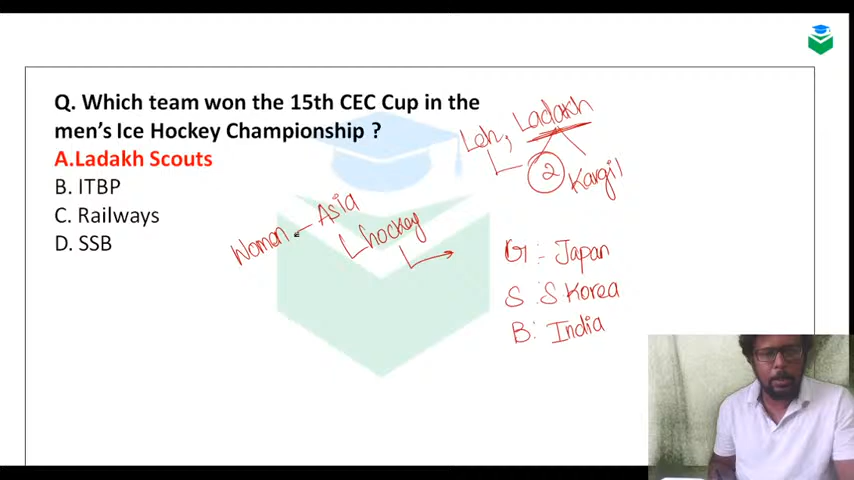 Q. Which team won the 15th CEC Cup in the
men's Ice Hockey Championship ?
A.Ladakh Scouts
B. ITBP
C. Railways
D. SSB
Leh, Ladakh
2 Kargil
Women Asia
hockey
G :- Japan
S : S Korea
B: India